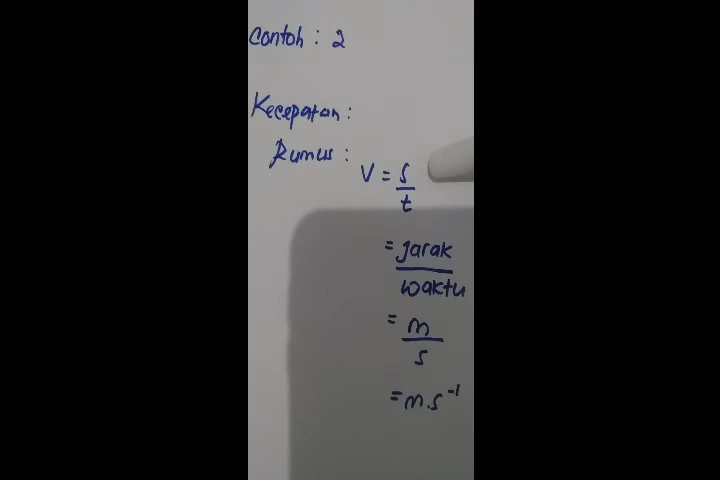 Contoh : 2
Kecepatan :
Rumus :
V = s/t
= Jarak/waktu
= m/s
= m.s⁻¹